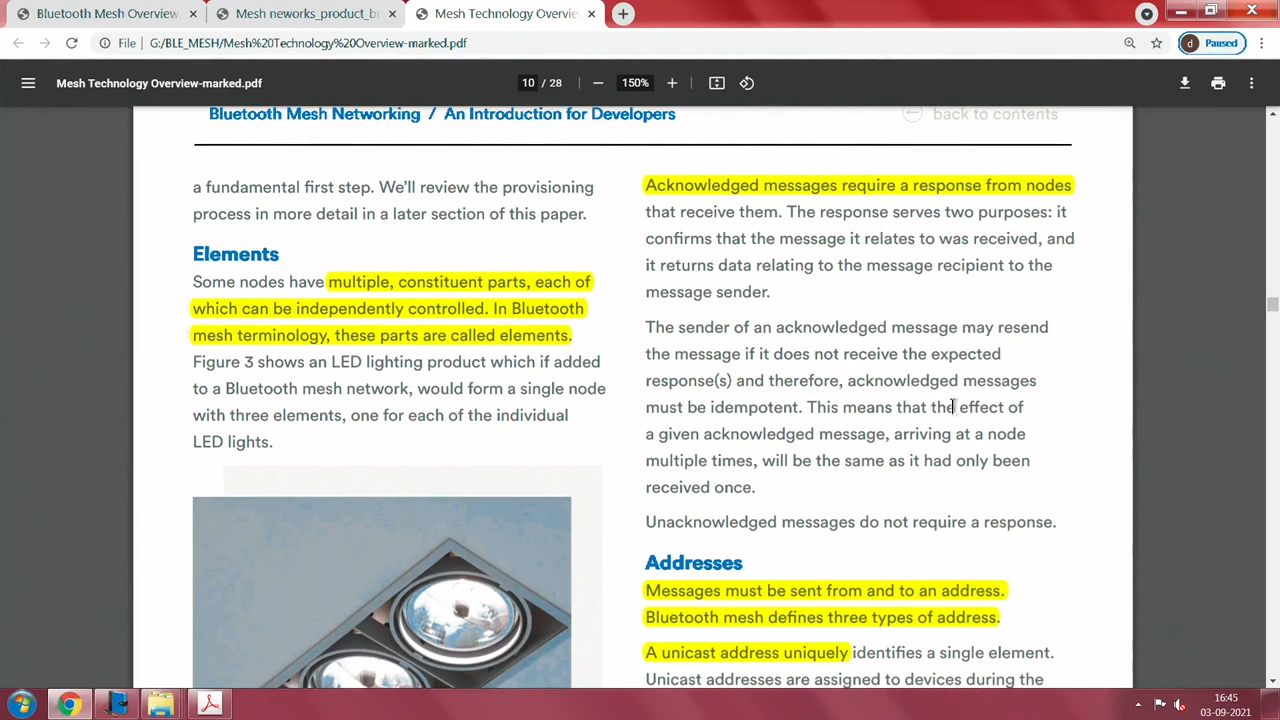 Bluetooth Mesh Overview
Mesh neworks_product_br
Mesh Technology Overvie
File
G:/BLE_MESH/Mesh%20Technology%20Overview-marked.pdf
d
Paused
Mesh Technology Overview-marked.pdf
10 / 28
150%
Bluetooth Mesh Networking / An Introduction for Developers
back to contents
a fundamental first step. We'll review the provisioning
process in more detail in a later section of this paper.
Elements
Some nodes have multiple, constituent parts, each of
which can be independently controlled. In Bluetooth
mesh terminology, these parts are called elements.
Figure 3 shows an LED lighting product which if added
to a Bluetooth mesh network, would form a single node
with three elements, one for each of the individual
LED lights.
Acknowledged messages require a response from nodes
that receive them. The response serves two purposes: it
confirms that the message it relates to was received, and
it returns data relating to the message recipient to the
message sender.
The sender of an acknowledged message may resend
the message if it does not receive the expected
response(s) and therefore, acknowledged messages
must be idempotent. This means that the effect of
a given acknowledged message, arriving at a node
multiple times, will be the same as it had only been
received once.
Unacknowledged messages do not require a response.
Addresses
Messages must be sent from and to an address.
Bluetooth mesh defines three types of address.
A unicast address uniquely identifies a single element.
Unicast addresses are assigned to devices during the
16:45
03-09-2021